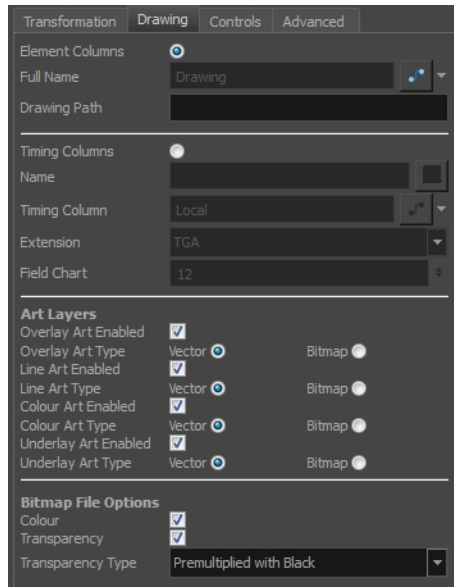 Transformation Drawing Controls Advanced
Element Columns
Full Name Drawing
Drawing Path
Timing Columns
Name
Timing Column Local
Extension TGA
Field Chart 12
Art Layers
Overlay Art Enabled
Overlay Art Type Vector Bitmap
Line Art Enabled
Line Art Type Vector Bitmap
Colour Art Enabled
Colour Art Type Vector Bitmap
Underlay Art Enabled
Underlay Art Type Vector Bitmap
Bitmap File Options
Colour
Transparency
Transparency Type Premultiplied with Black